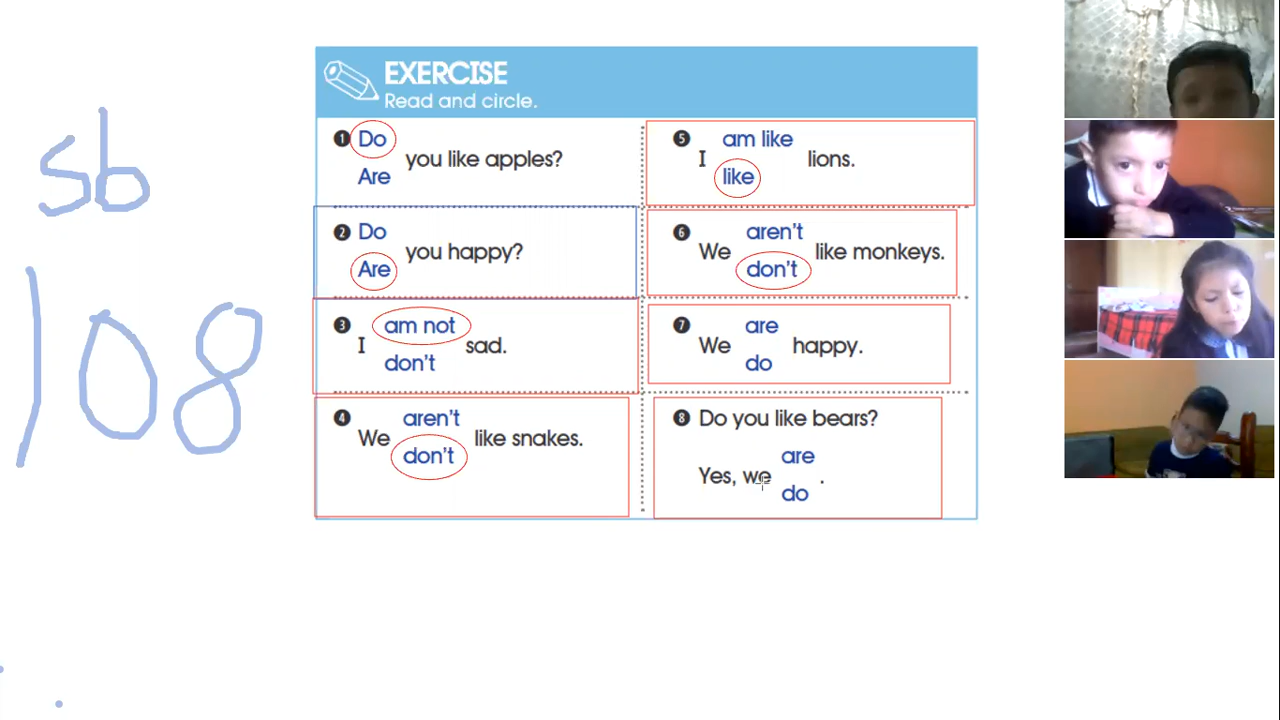 sb
108
EXERCISE
Read and circle.
1 Do
Are
you like apples?
2 Do
Are
you happy?
3 I
am not
don't
sad.
4 We
aren't
don't
like snakes.
5 I
am like
like
lions.
6 We
aren't
don't
like monkeys.
7 We
are
do
happy.
8 Do you like bears?
Yes, we
are
do
.